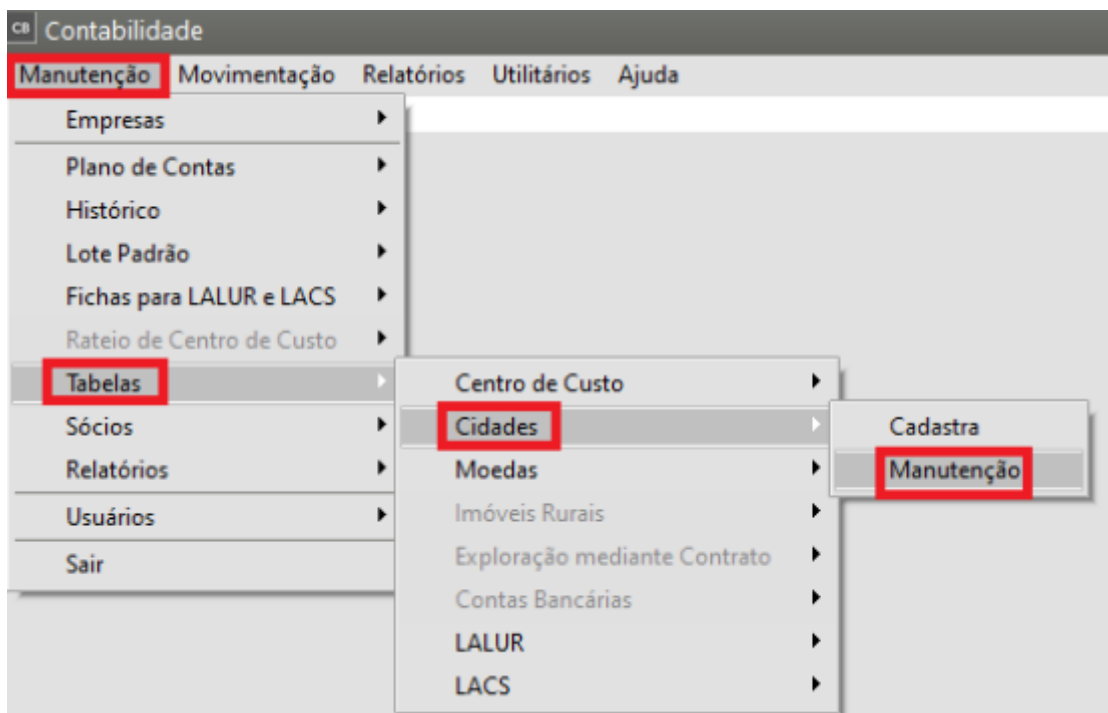 CB Contabilidade
Manutenção Movimentação Relatórios Utilitários Ajuda
Empresas
Plano de Contas
Histórico
Lote Padrão
Fichas para LALUR e LACS
Rateio de Centro de Custo
Tabelas
Sócios
Relatórios
Usuários
Sair
Centro de Custo
Cidades
Moedas
Imóveis Rurais
Exploração mediante Contrato
Contas Bancárias
LALUR
LACS
Cadastra
Manutenção